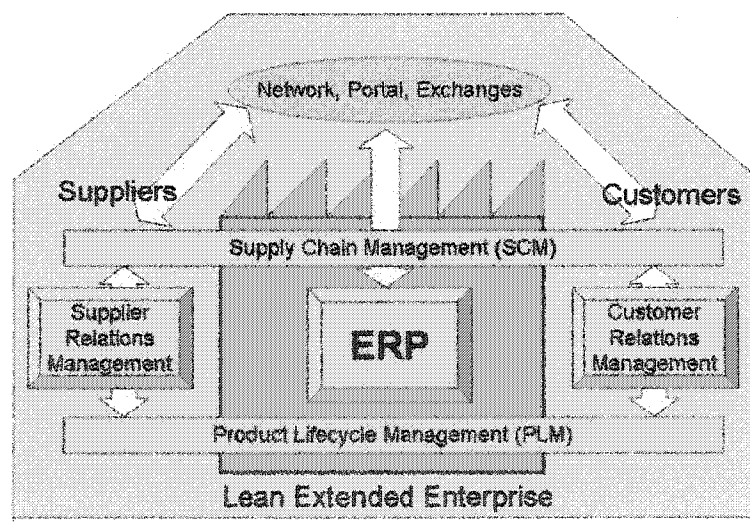 Network, Portal, Exchanges
Suppliers
Customers
Supply Chain Management (SCM)
Supplier
Relations
Management
ERP
Customer
Relations
Management
Product Lifecycle Management (PLM)
Lean Extended Enterprise